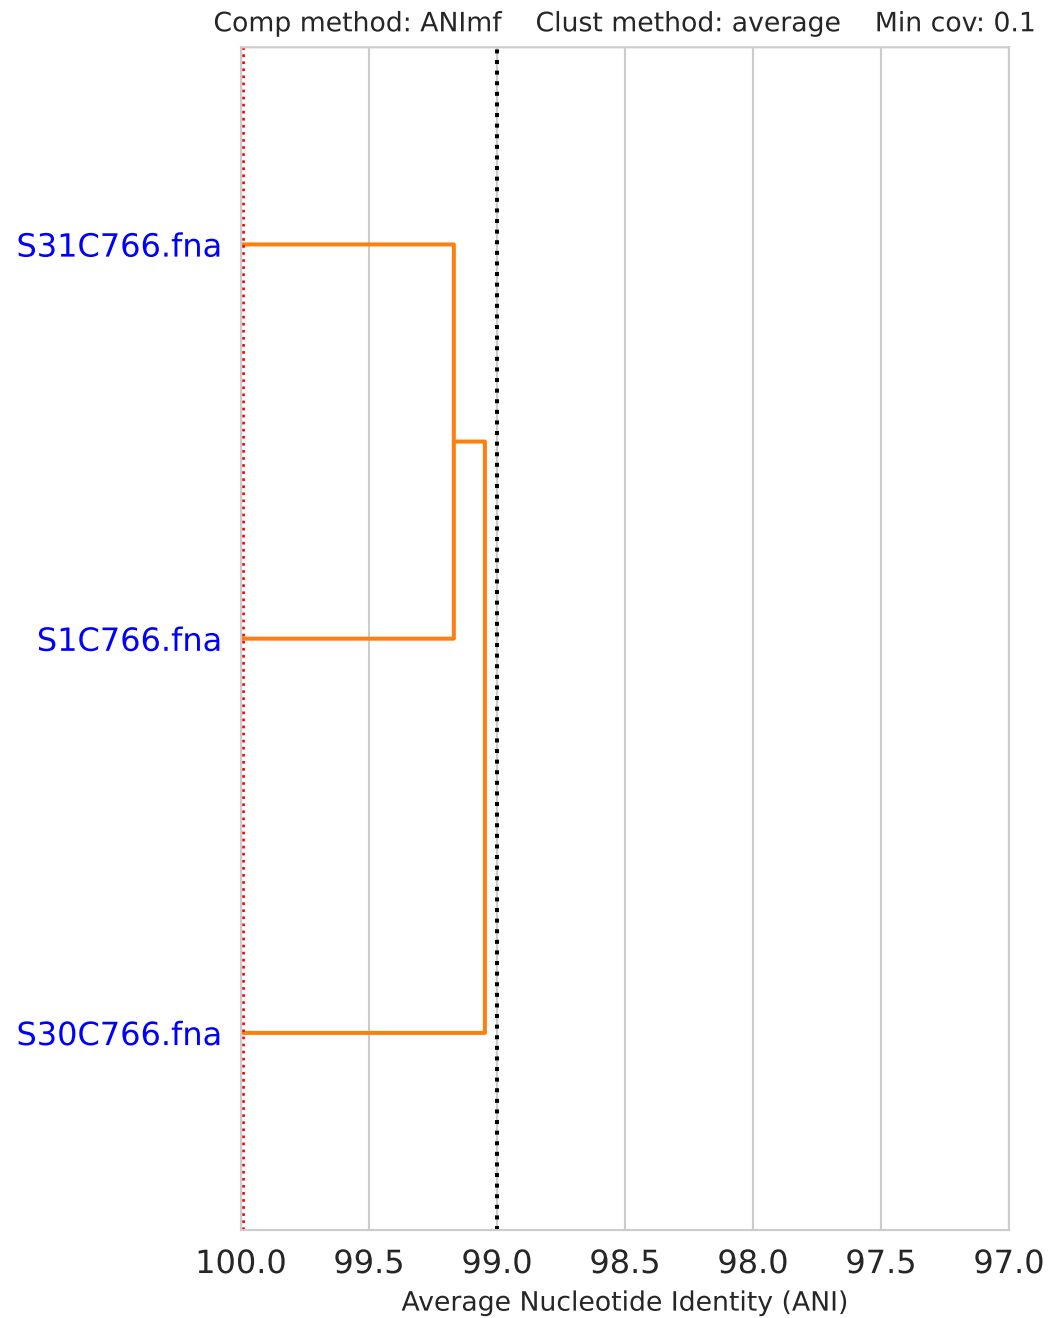 Comp method: ANImf    Clust method: average    Min cov: 0.1
S31C766.fna
S1C766.fna
S30C766.fna
100.0 99.5 99.0 98.5 98.0 97.5 97.0
Average Nucleotide Identity (ANI)